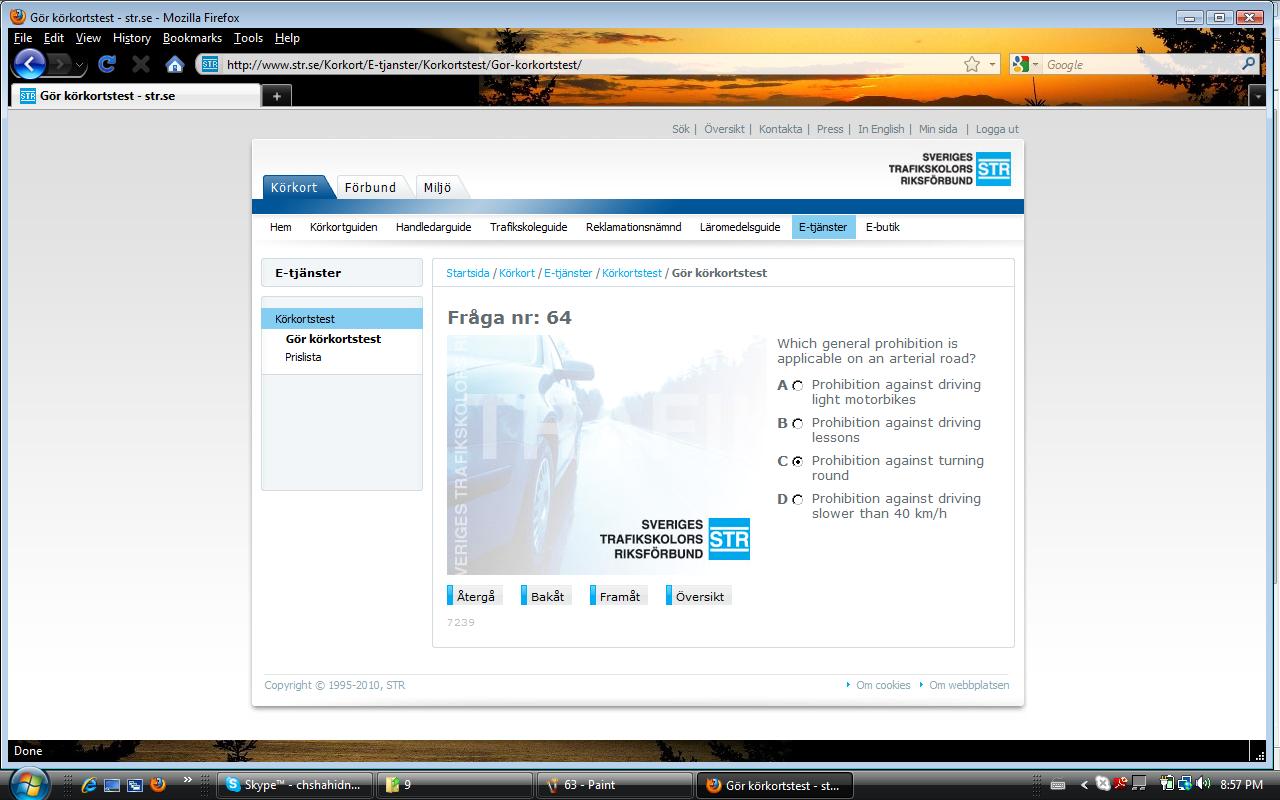 Gör körkortstest - str.se - Mozilla Firefox
File Edit View History Bookmarks Tools Help
STR http://www.str.se/Korkort/E-tjanster/Korkortstest/Gor-korkortstest/ Google
STR Gör körkortstest - str.se
Sök | Översikt | Kontakta | Press | In English | Min sida | Logga ut
SVERIGES
TRAFIKSKOLORS
RIKSFÖRBUND
STR
Körkort Förbund Miljö
Hem Körkortguiden Handledarguide Trafikskoleguide Reklamationsnämnd Läromedelsguide E-tjänster E-butik
E-tjänster
Körkortstest
Gör körkortstest
Prislista
Startsida / Körkort / E-tjänster / Körkortstest / Gör körkortstest
Fråga nr: 64
VERIGES TRAFIKSKOLORS R
TRAFIK
SVERIGES
TRAFIKSKOLORS
RIKSFÖRBUND
STR
Which general prohibition is
applicable on an arterial road?
A Prohibition against driving
light motorbikes
B Prohibition against driving
lessons
C Prohibition against turning
round
D Prohibition against driving
slower than 40 km/h
Återgå Bakåt Framåt Översikt
7239
Copyright © 1995-2010, STR
Om cookies Om webbplatsen
Done
Skype™ - chshahidn... 9 63 - Paint Gör körkortstest - st... 8:57 PM